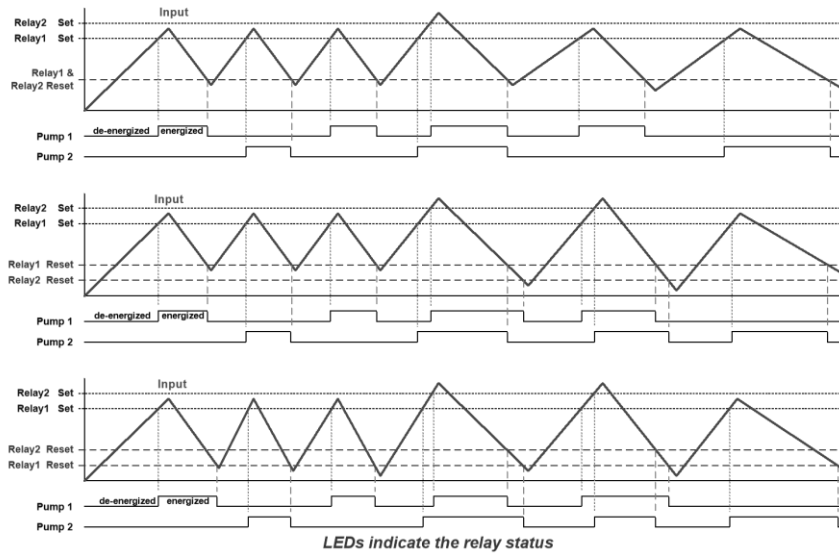 Input
Relay2 Set
Relay1 Set
Relay1 &
Relay2 Reset
de-energized energized
Pump 1
Pump 2
Input
Relay2 Set
Relay1 Set
Relay1 Reset
Relay2 Reset
de-energized energized
Pump 1
Pump 2
Input
Relay2 Set
Relay1 Set
Relay2 Reset
Relay1 Reset
de-energized energized
Pump 1
Pump 2
LEDs indicate the relay status